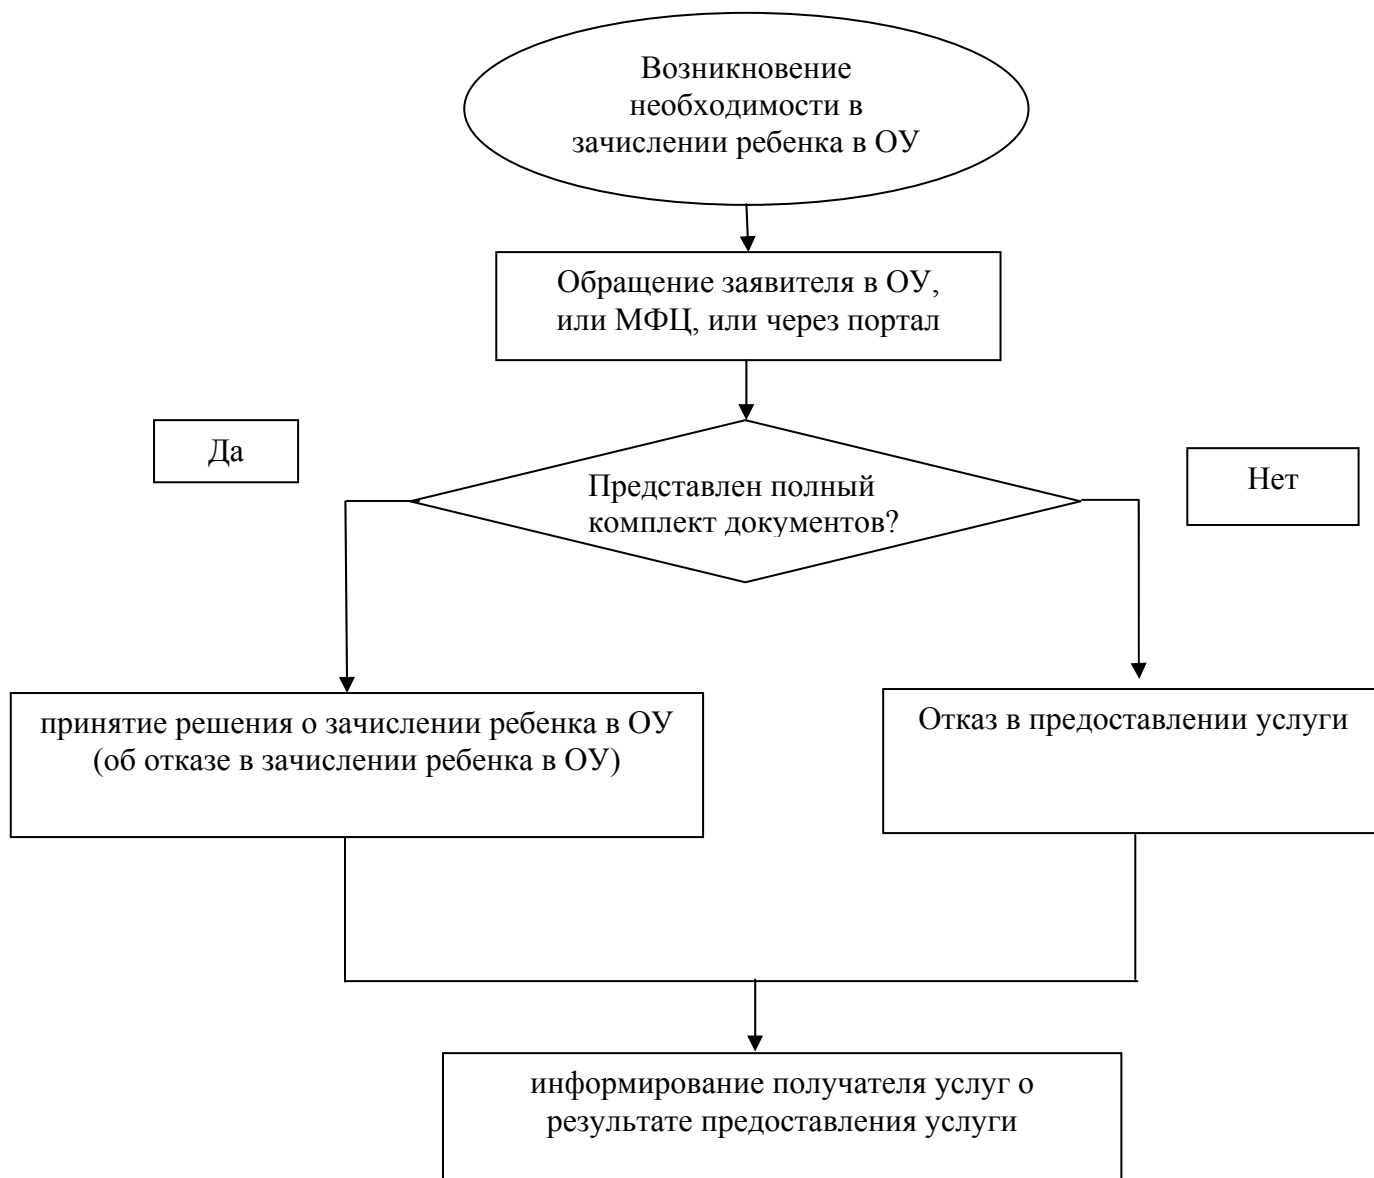 Возникновение
необходимости в
зачислении ребенка в ОУ
Обращение заявителя в ОУ,
или МФЦ, или через портал
Да
Нет
Представлен полный
комплект документов?
принятие решения о зачислении ребенка в ОУ
(об отказе в зачислении ребенка в ОУ)
Отказ в предоставлении услуги
информирование получателя услуг о
результате предоставления услуги